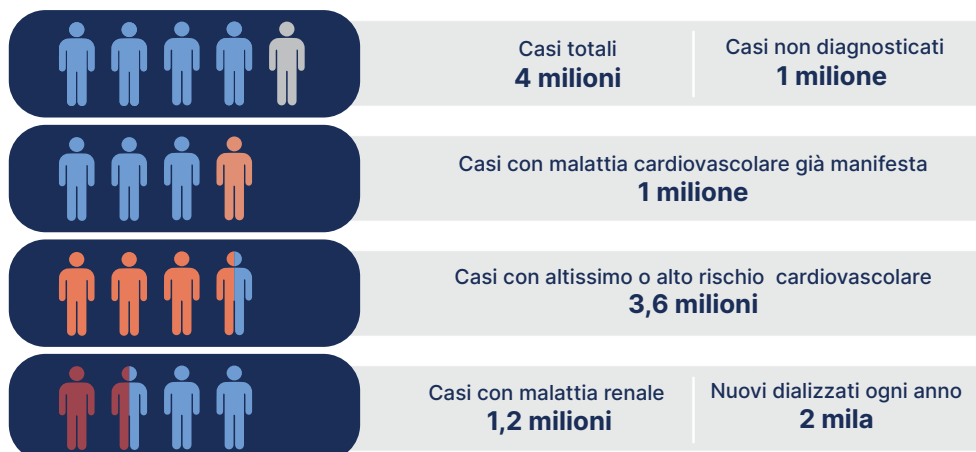 Casi totali
4 milioni
Casi non diagnosticati
1 milione
Casi con malattia cardiovascolare già manifesta
1 milione
Casi con altissimo o alto rischio cardiovascolare
3,6 milioni
Casi con malattia renale
1,2 milioni
Nuovi dializzati ogni anno
2 mila